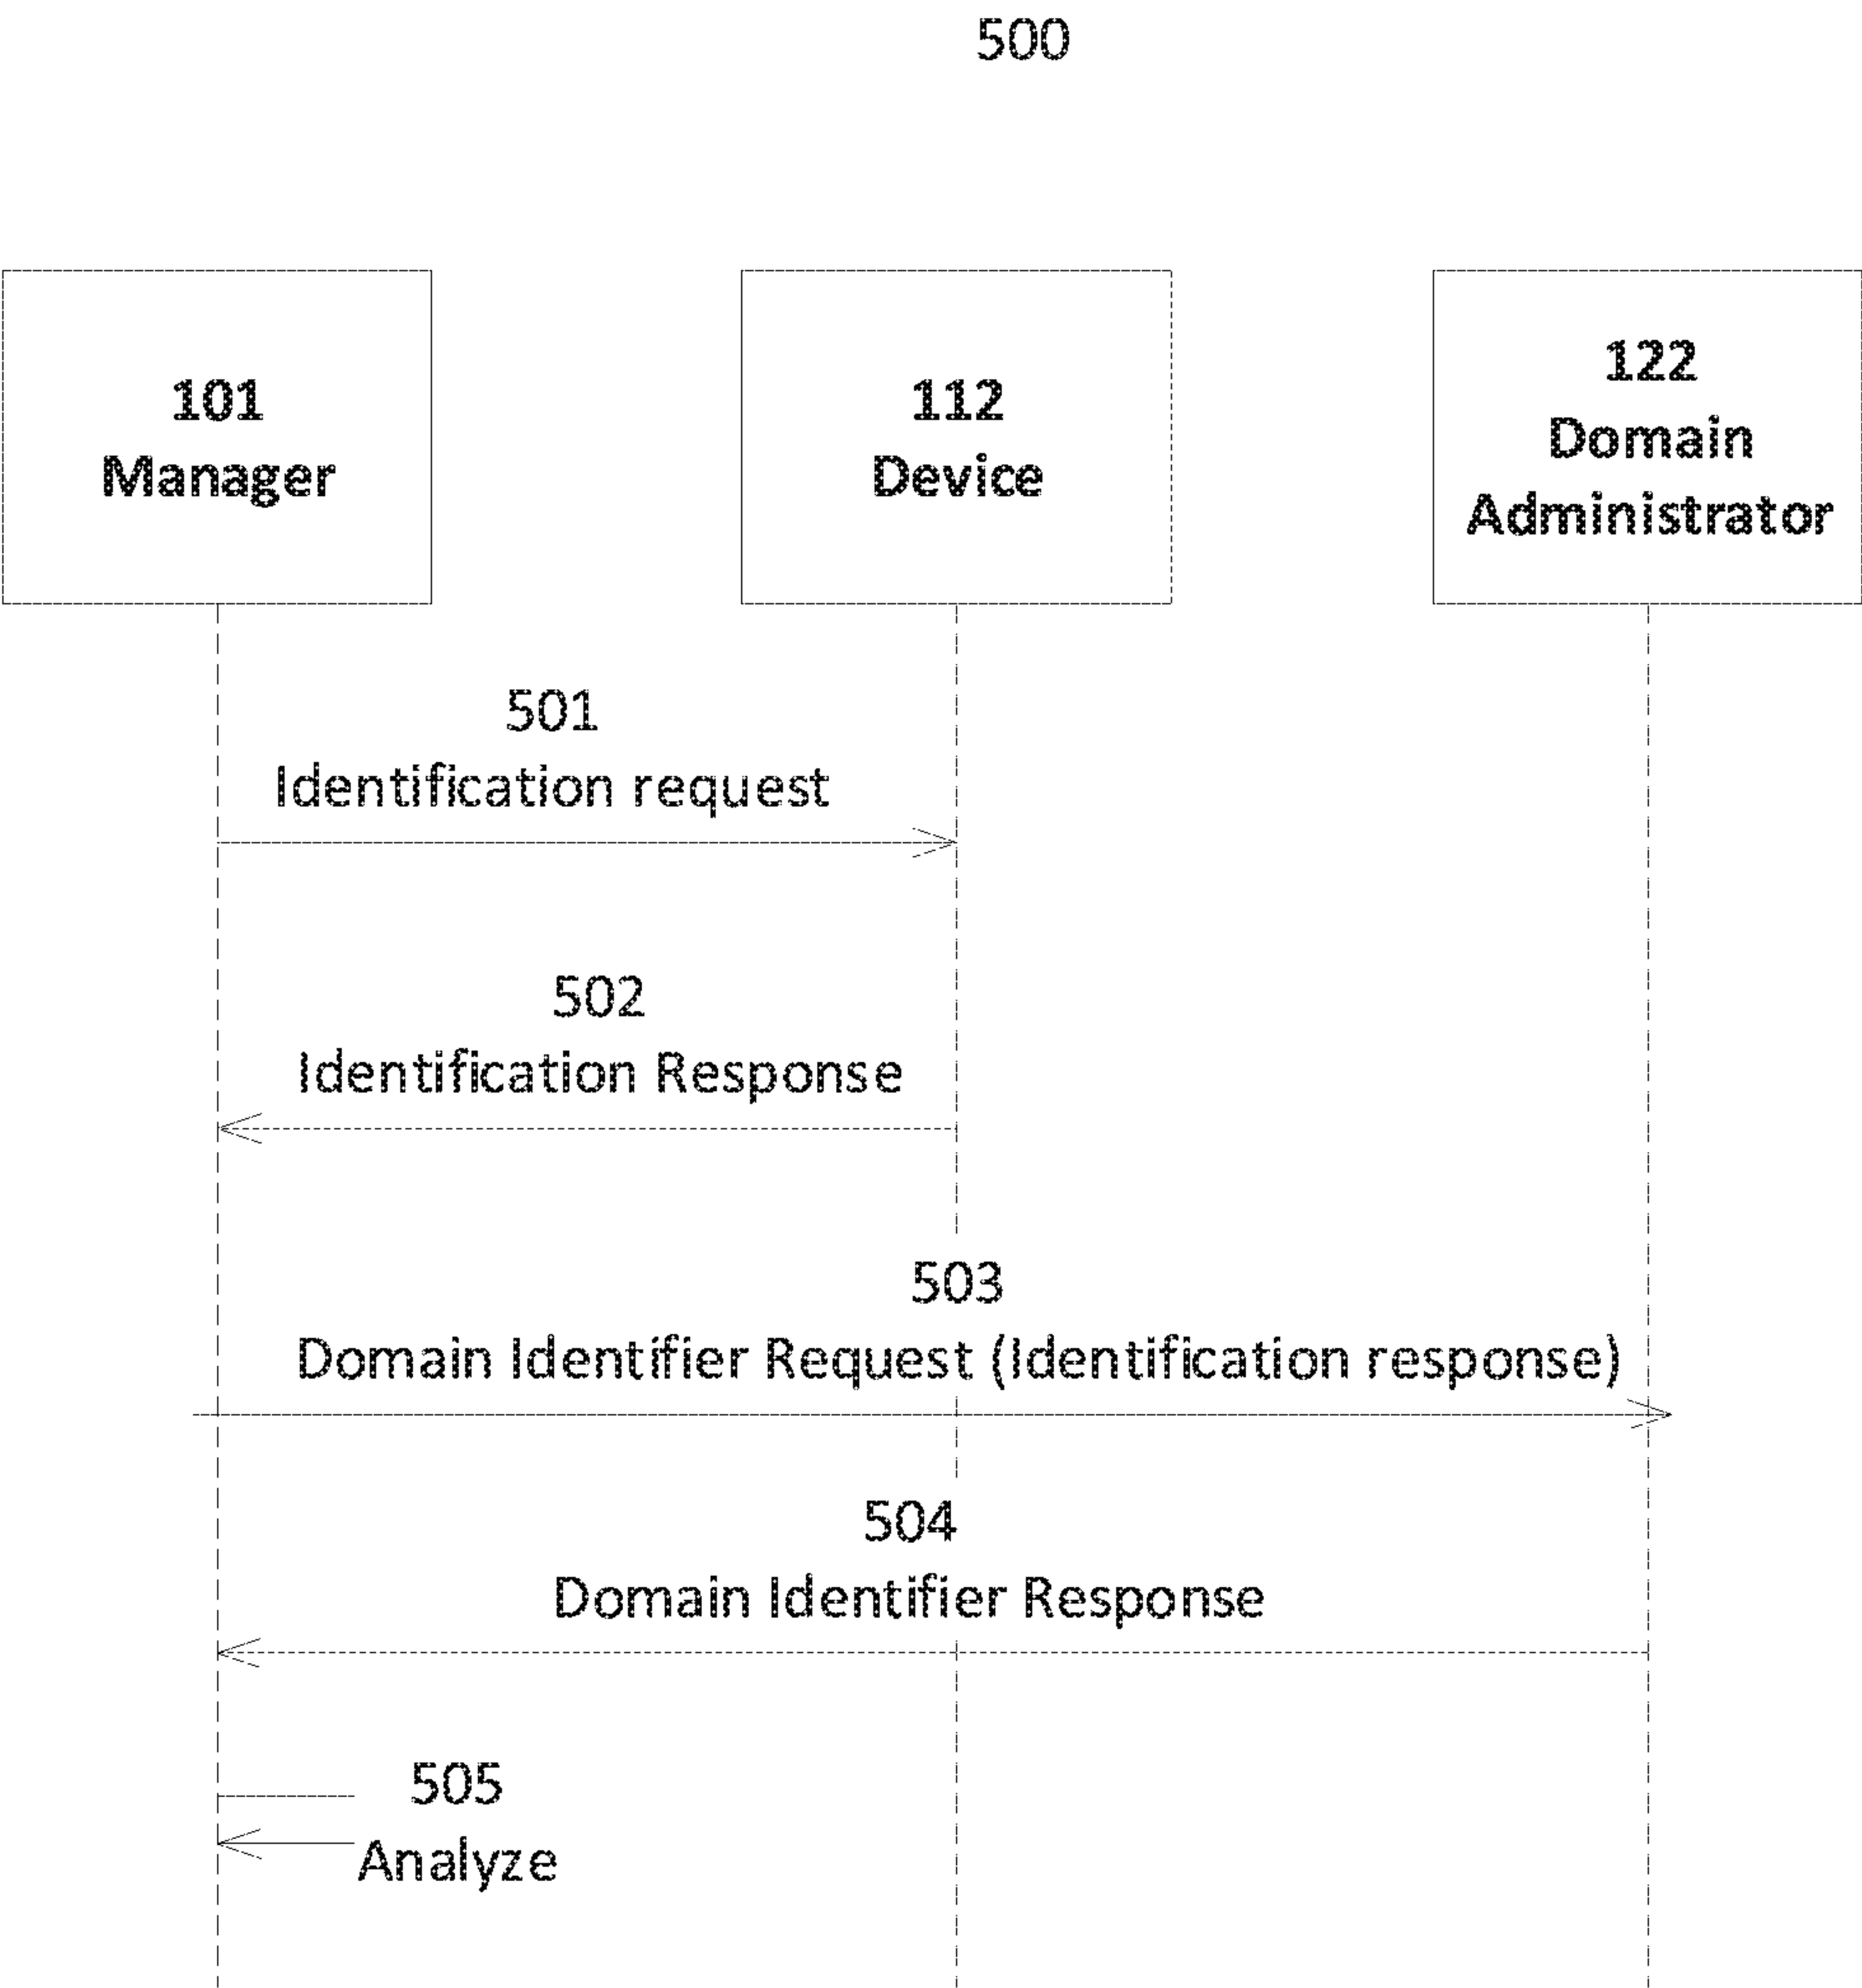 500
101
Manager
112
Device
122
Domain
Administrator
501
Identification request
502
Identification Response
503
Domain Identifier Request (Identification response)
504
Domain Identifier Response
505
Analyze